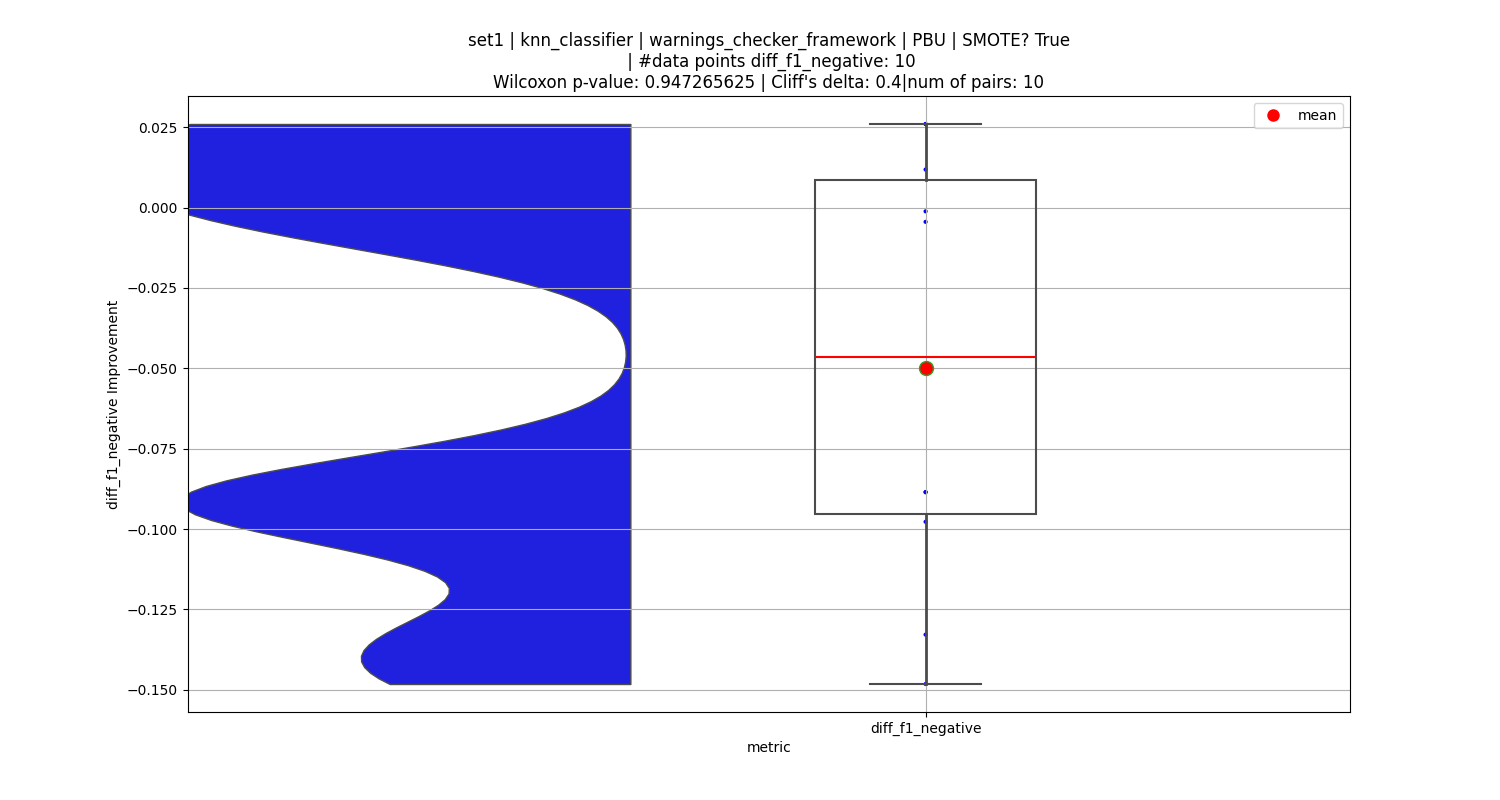 set1 | knn_classifier | warnings_checker_framework | PBU | SMOTE? True
| #data points diff_f1_negative: 10
Wilcoxon p-value: 0.947265625 | Cliff's delta: 0.4|num of pairs: 10
mean
0.025
0.000
−0.025
−0.050
−0.075
−0.100
−0.125
−0.150
diff_f1_negative Improvement
diff_f1_negative
metric